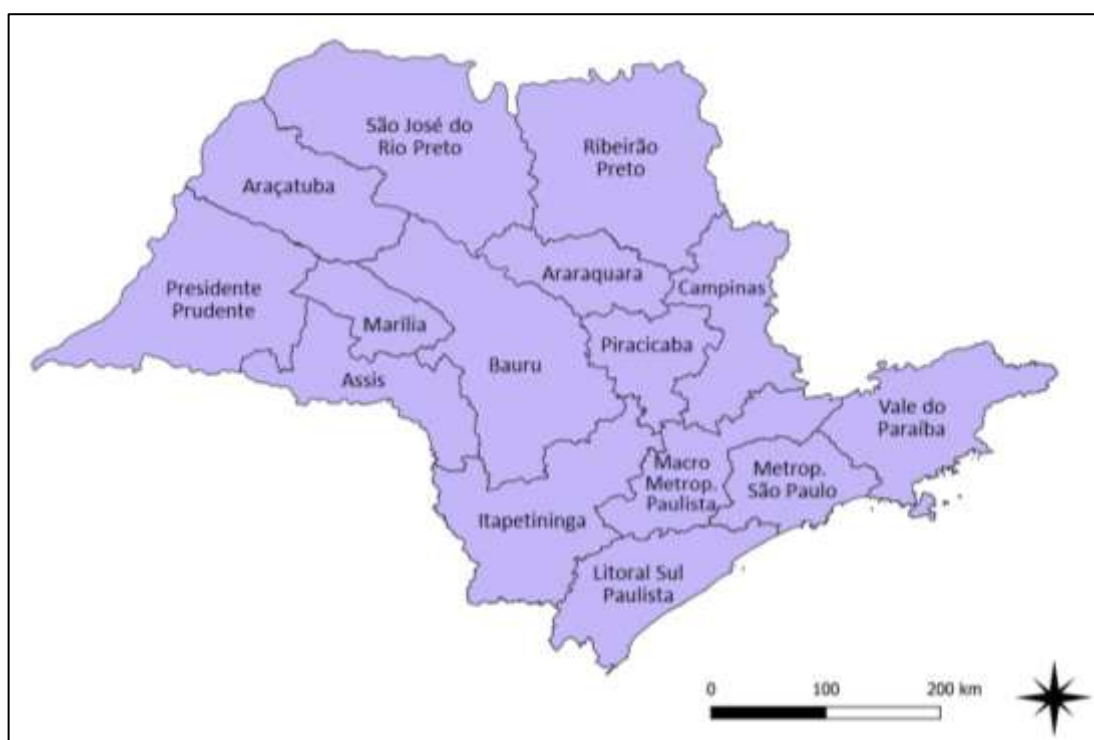 São José do
Rio Preto
Ribeirão
Preto
Araçatuba
Araraquara
Campinas
Presidente
Prudente
Marília
Piracicaba
Bauru
Assis
Vale do
Paraíba
Macro
Metrop.
Paulista
Metrop.
São Paulo
Itapetininga
Litoral Sul
Paulista
0 100 200 km